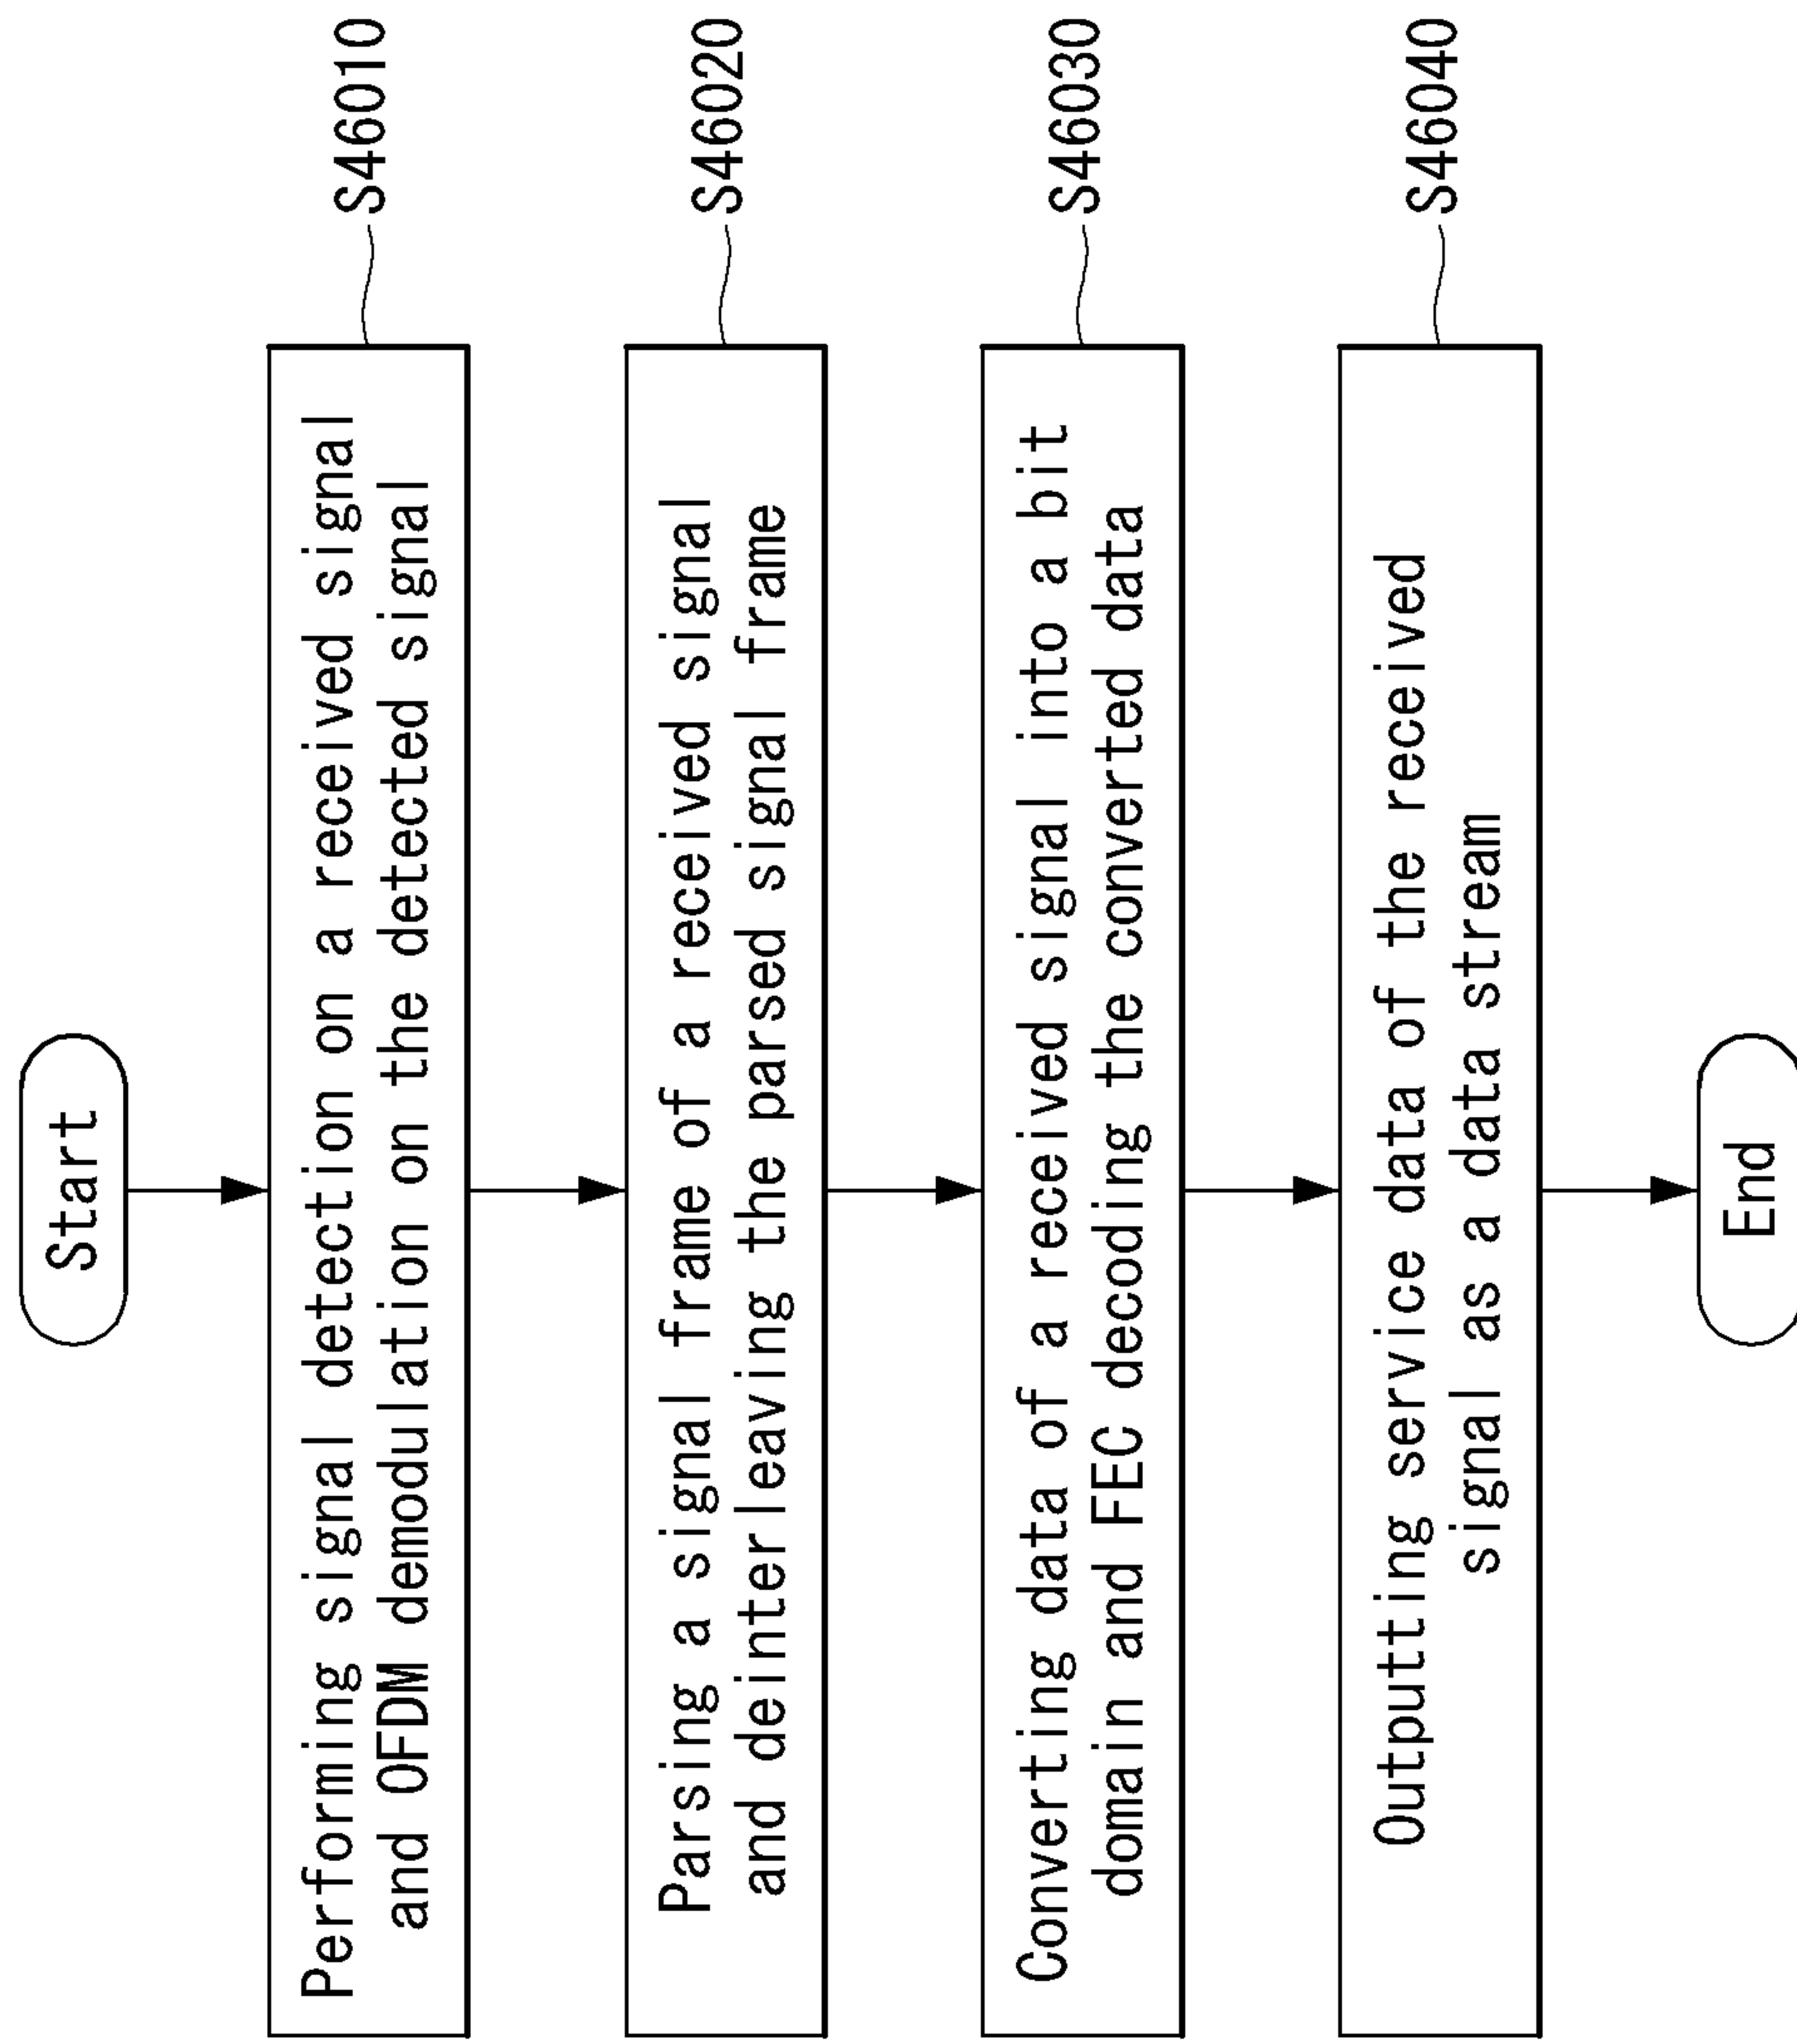 Start
Performing signal detection on a received signal
and OFDM demodulation on the detected signal
S46010
Parsing a signal frame of a received signal
and deinterleaving the parsed signal frame
S46020
Converting data of a received signal into a bit
domain and FEC decoding the converted data
S46030
Outputting service data of the received
signal as a data stream
S46040
End